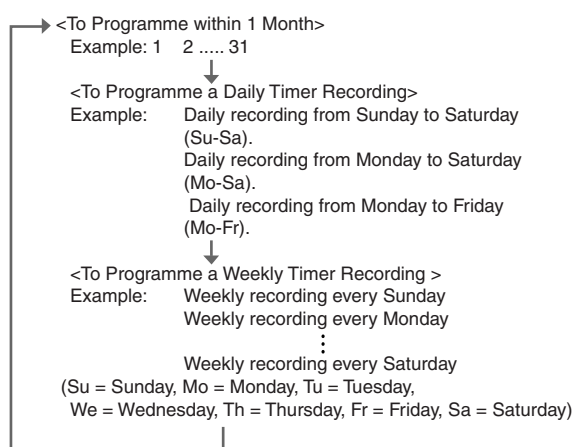 <To Programme within 1 Month>
Example: 1 2 ..... 31
<To Programme a Daily Timer Recording>
Example: Daily recording from Sunday to Saturday
(Su-Sa).
Daily recording from Monday to Saturday
(Mo-Sa).
Daily recording from Monday to Friday
(Mo-Fr).
<To Programme a Weekly Timer Recording >
Example: Weekly recording every Sunday
Weekly recording every Monday
Weekly recording every Saturday
(Su = Sunday, Mo = Monday, Tu = Tuesday,
We = Wednesday, Th = Thursday, Fr = Friday, Sa = Saturday)